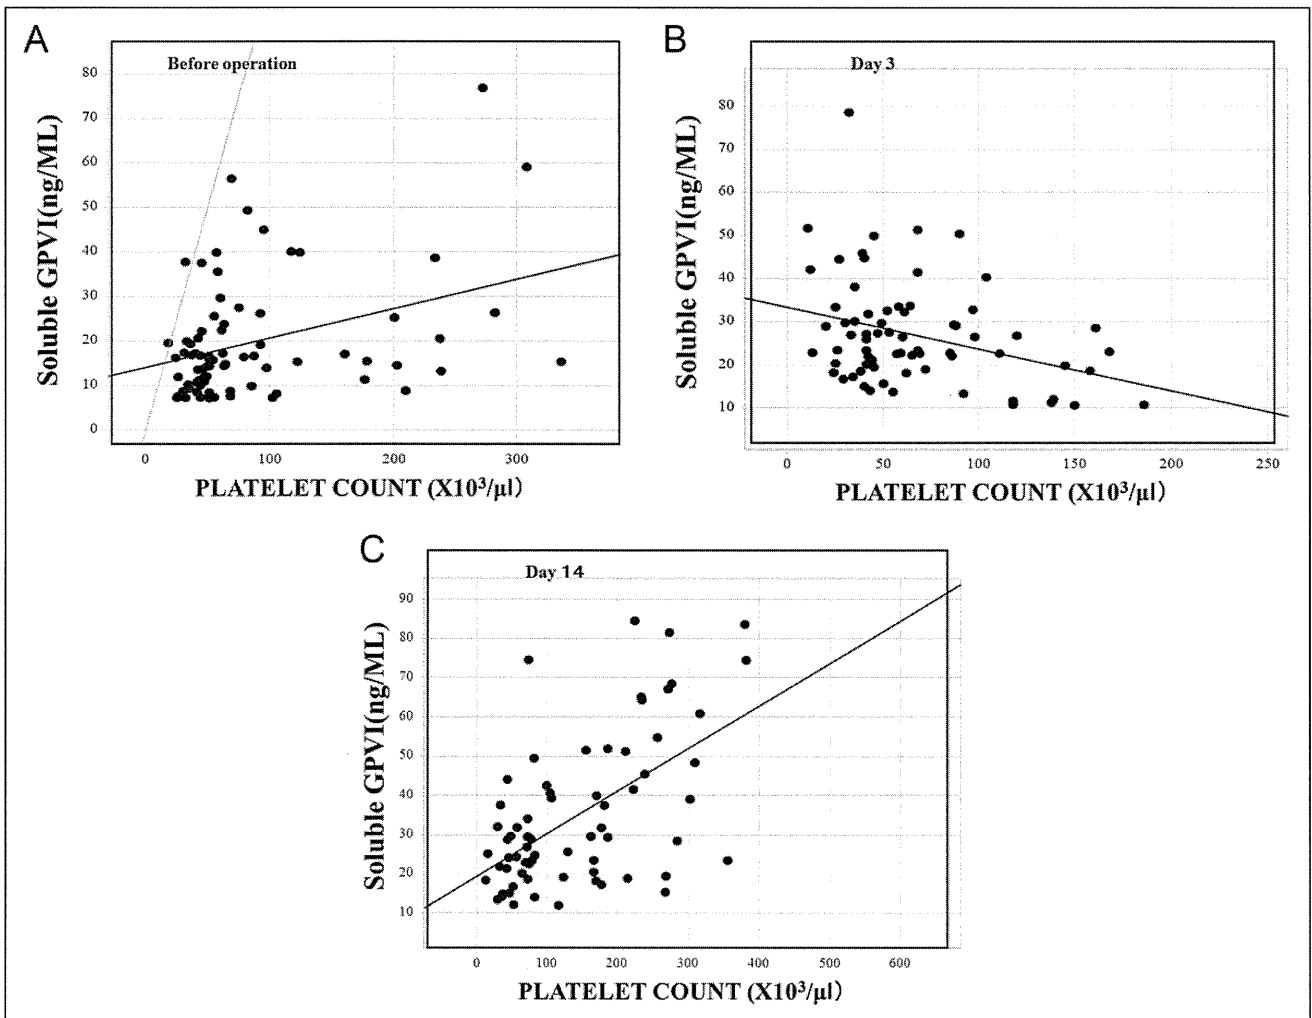 A
Before operation
Soluble GPVI(ng/ML)
80
70
60
50
40
30
20
10
0
0 100 200 300
PLATELET COUNT (X10³/μl)
B
Day 3
Soluble GPVI(ng/ML)
80
70
60
50
40
30
20
10
0 50 100 150 200 250
PLATELET COUNT (X10³/μl)
C
Day 14
Soluble GPVI(ng/ML)
90
80
70
60
50
40
30
20
10
0 100 200 300 400 500 600
PLATELET COUNT (X10³/μl)